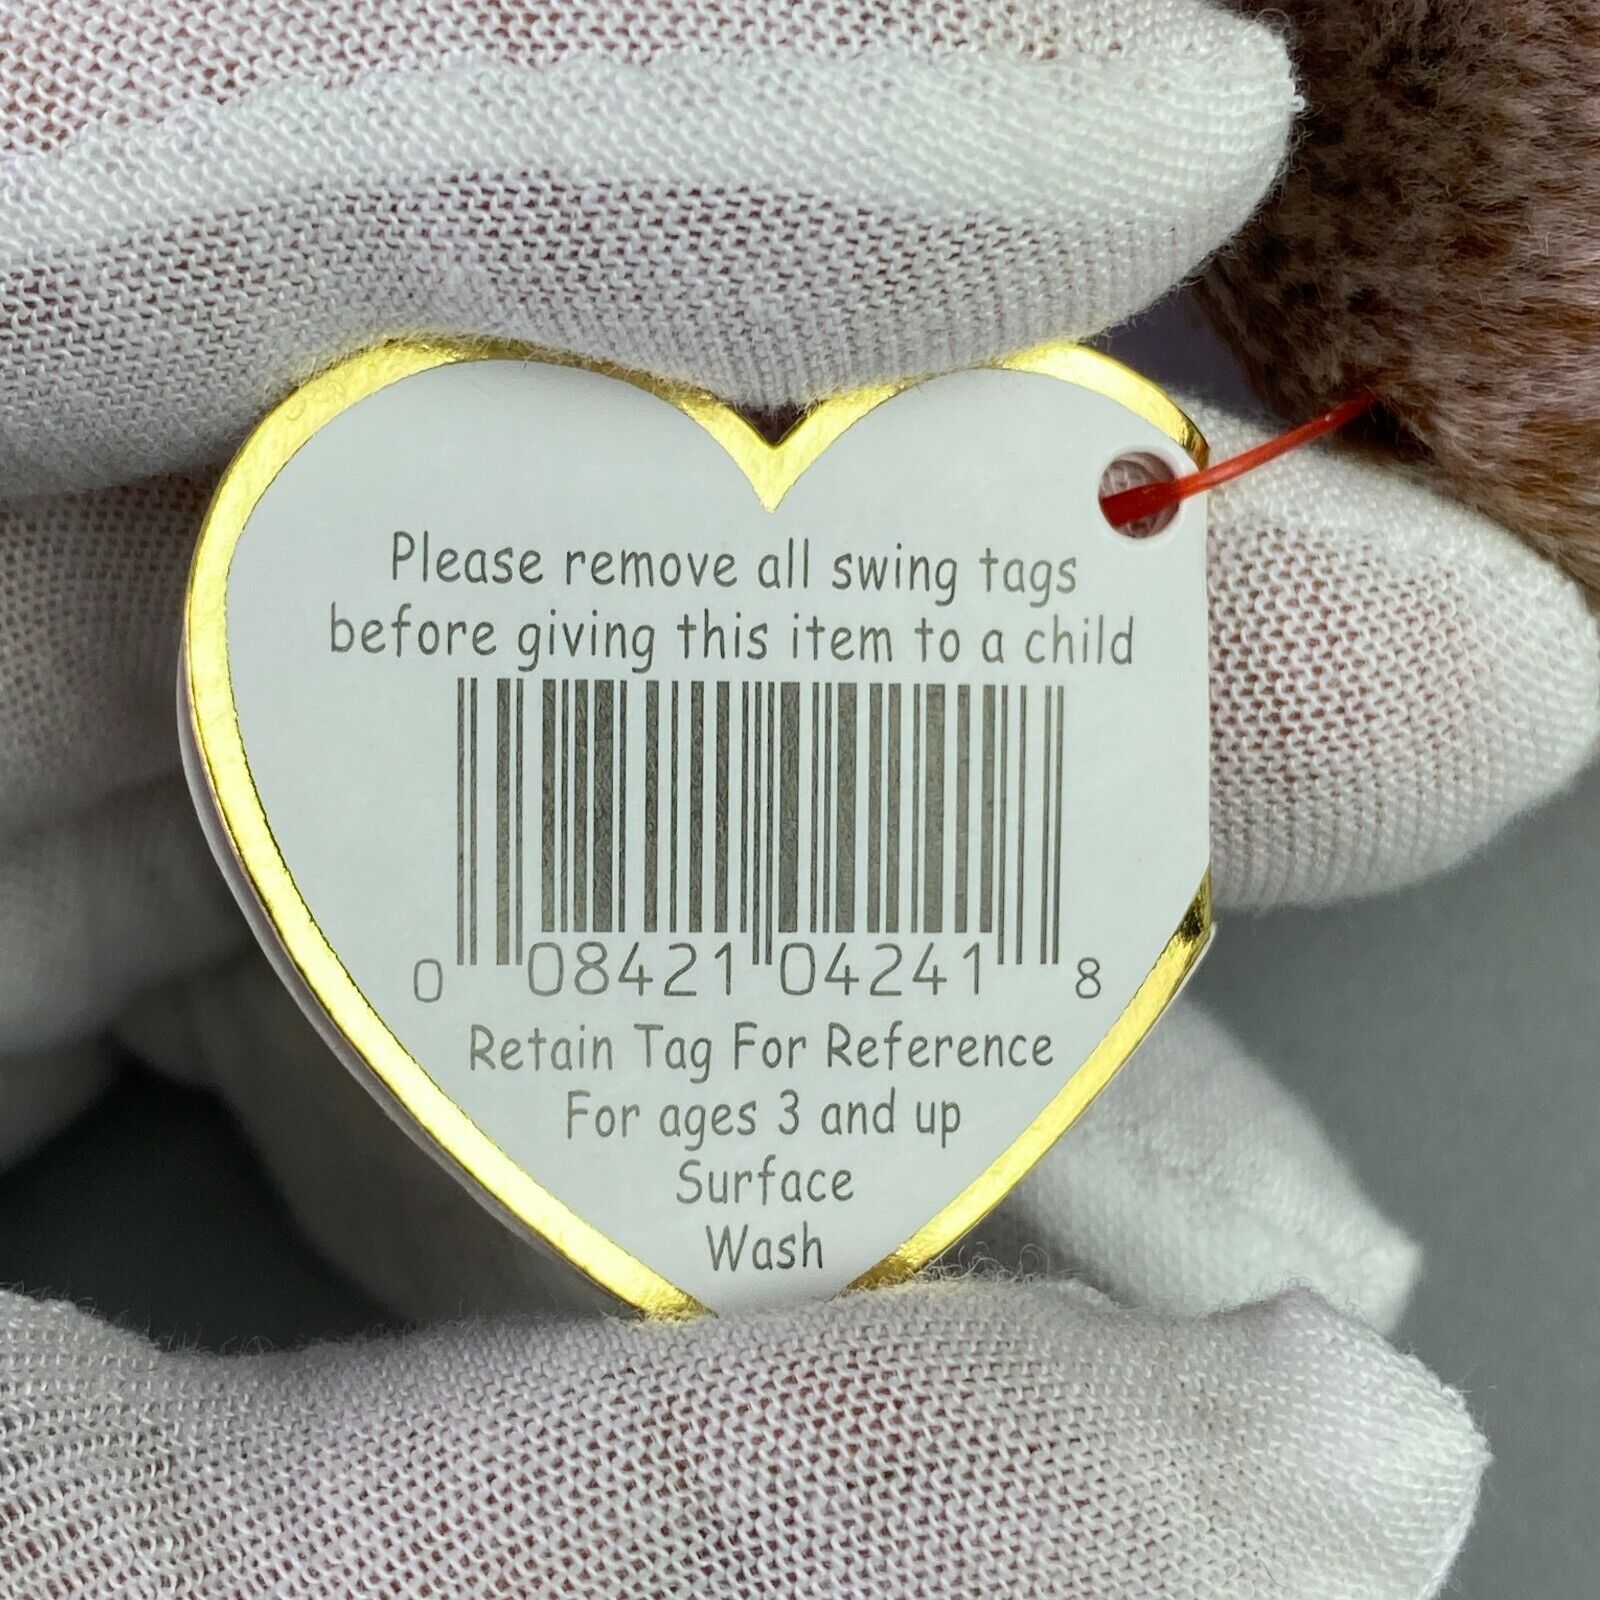 Please remove all swing tags
before giving this item to a child
0 08421 04241 8
Retain Tag For Reference
For ages 3 and up
Surface
Wash